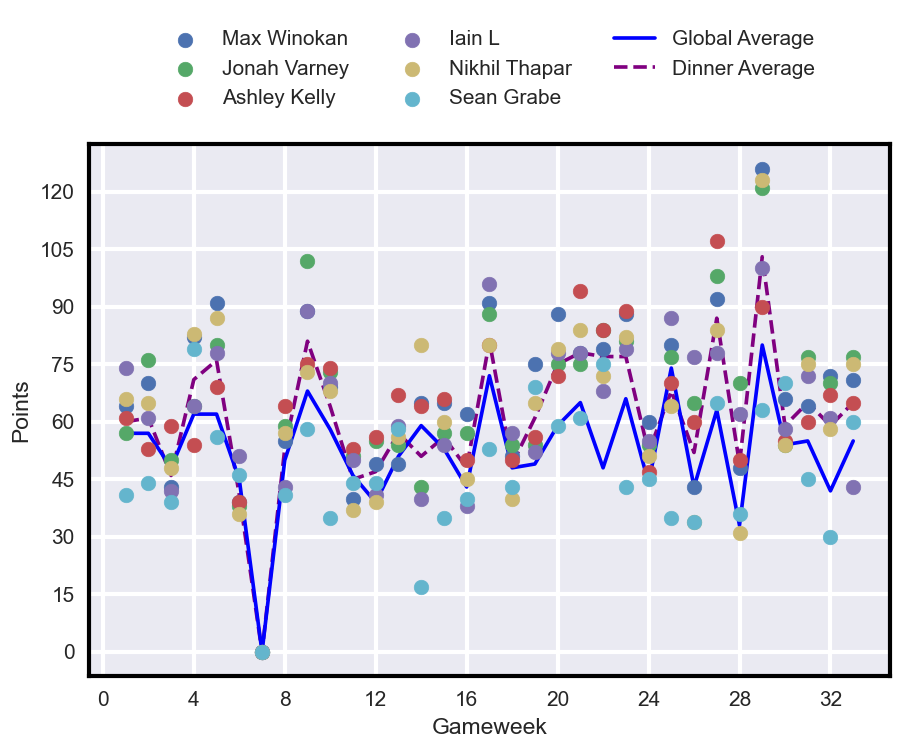 Max Winokan Iain L Global Average
Jonah Varney Nikhil Thapar Dinner Average
Ashley Kelly Sean Grabe
120
105
90
75
60
45
30
15
0
Points
0 4 8 12 16 20 24 28 32
Gameweek